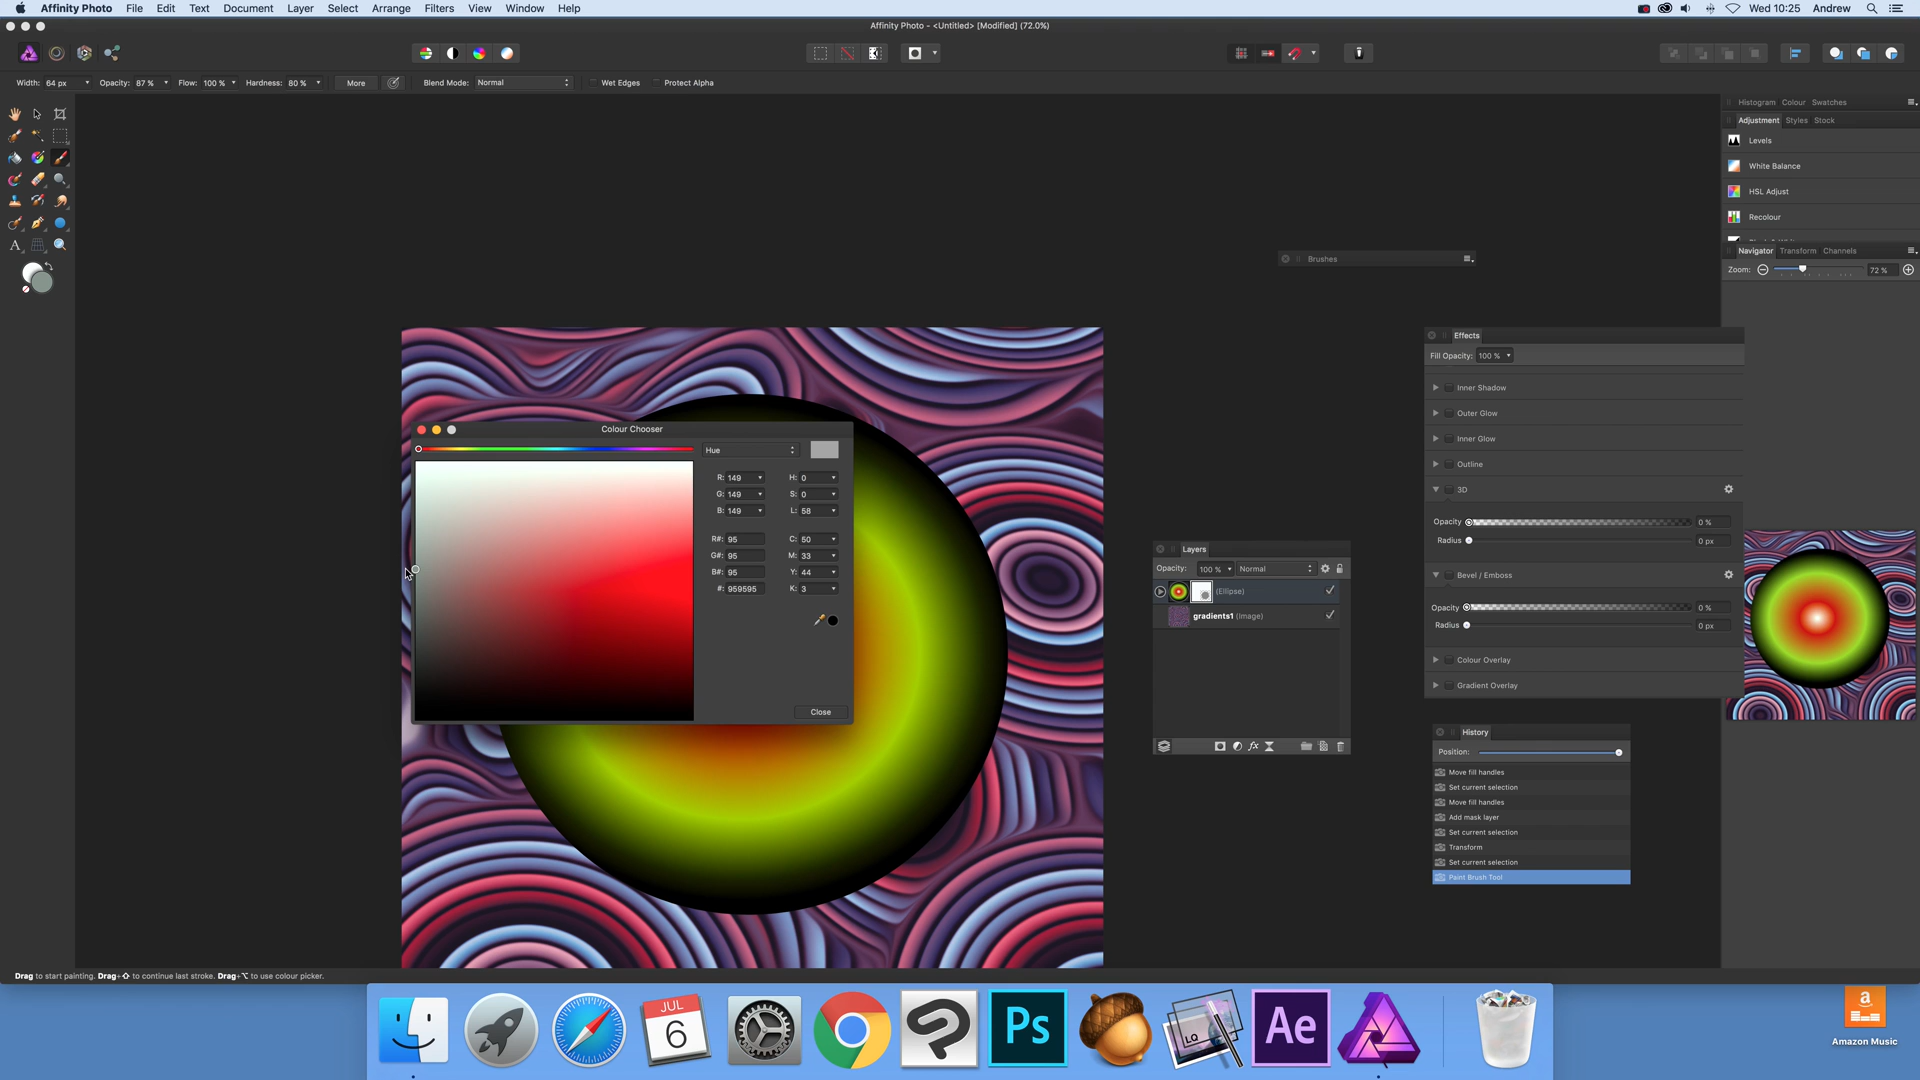 Affinity Photo File Edit Text Document Layer Select Arrange Filters View Window Help Wed 10:25 Andrew
Affinity Photo - <Untitled> [Modified] (72.0%)
Width: 64 px Opacity: 87 % Flow: 100 % Hardness: 80 % More Blend Mode: Normal Wet Edges Protect Alpha
Histogram Colour Swatches
Adjustment Styles Stock
Levels
White Balance
HSL Adjust
Recolour
Navigator Transform Channels
Zoom: 72 %
A
Brushes
Effects
Fill Opacity: 100 %
Inner Shadow
Outer Glow
Inner Glow
Outline
3D
Opacity 0 %
Radius 0 px
Bevel / Emboss
Opacity 0 %
Radius 0 px
Colour Overlay
Gradient Overlay
Colour Chooser
Hue
R: 149 H: 0
G: 149 S: 0
B: 149 L: 58
R#: 95 C: 50
G#: 95 M: 33
B#: 95 Y: 44
#: 959595 K: 3
Close
Layers
Opacity: 100 % Normal
(Ellipse)
gradients1 (Image)
fx
History
Position:
Move fill handles
Set current selection
Move fill handles
Add mask layer
Set current selection
Transform
Set current selection
Paint Brush Tool
Drag to start painting. Drag+⇧ to continue last stroke. Drag+⌥ to use colour picker.
JUL
6
Ps
LQ
Ae
a
Amazon Music